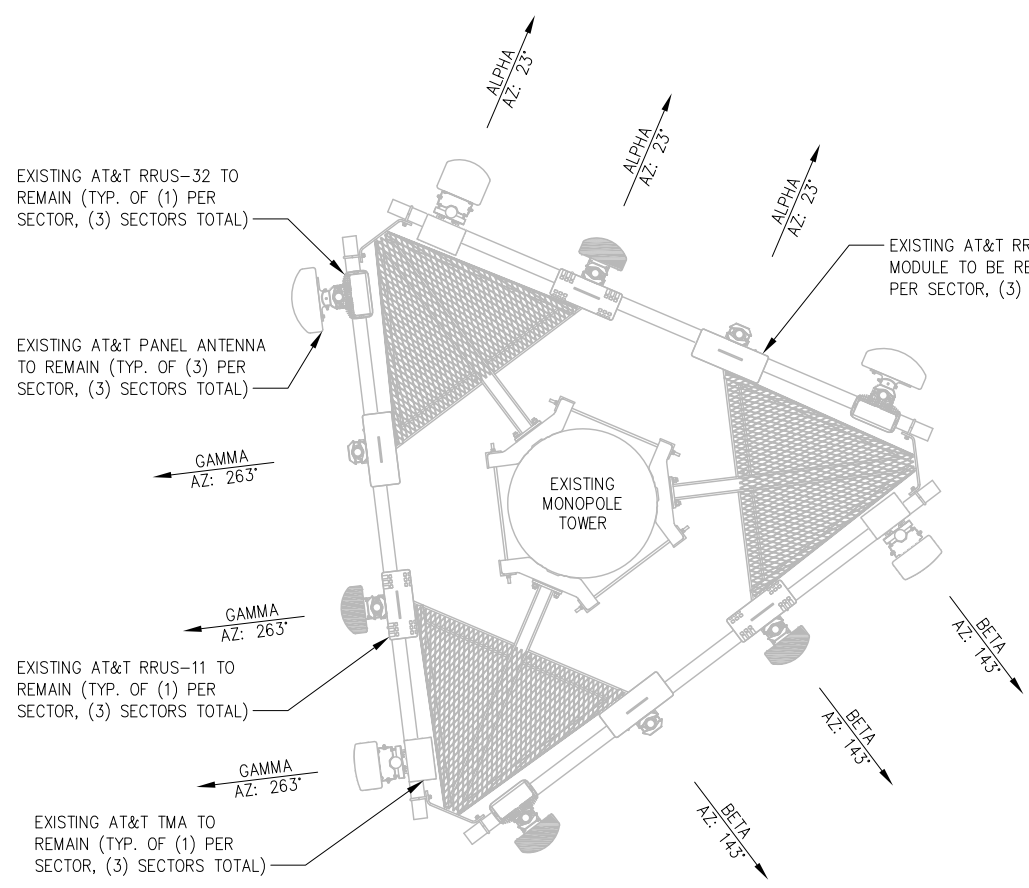 ALPHA
AZ: 23°
ALPHA
AZ: 23°
ALPHA
AZ: 23°
EXISTING AT&T RRUS-32 TO
REMAIN (TYP. OF (1) PER
SECTOR, (3) SECTORS TOTAL)
EXISTING AT&T
MODULE TO BE
PER SECTOR, (3)
EXISTING AT&T PANEL ANTENNA
TO REMAIN (TYP. OF (3) PER
SECTOR, (3) SECTORS TOTAL)
GAMMA
AZ: 263°
EXISTING
MONOPOLE
TOWER
GAMMA
AZ: 263°
BETA
AZ: 143°
EXISTING AT&T RRUS-11 TO
REMAIN (TYP. OF (1) PER
SECTOR, (3) SECTORS TOTAL)
BETA
AZ: 143°
GAMMA
AZ: 263°
BETA
AZ: 143°
EXISTING AT&T TMA TO
REMAIN (TYP. OF (1) PER
SECTOR, (3) SECTORS TOTAL)